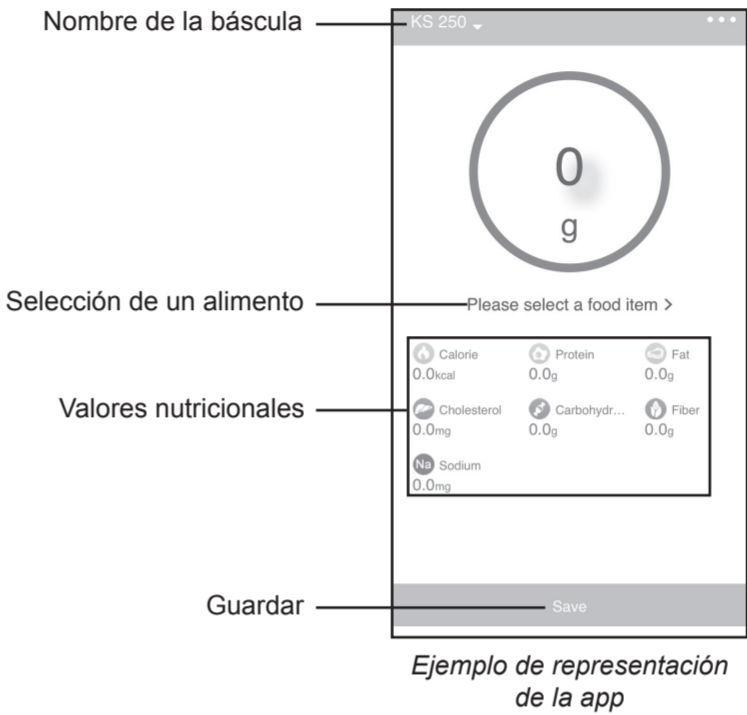 Nombre de la báscula
KS 250
0
g
Selección de un alimento
Please select a food item >
Valores nutricionales
Calorie Protein Fat
0.0kcal 0.0g 0.0g
Cholesterol Carbohydr... Fiber
0.0mg 0.0g 0.0g
Na Sodium
0.0mg
Guardar
Save
Ejemplo de representación
de la app